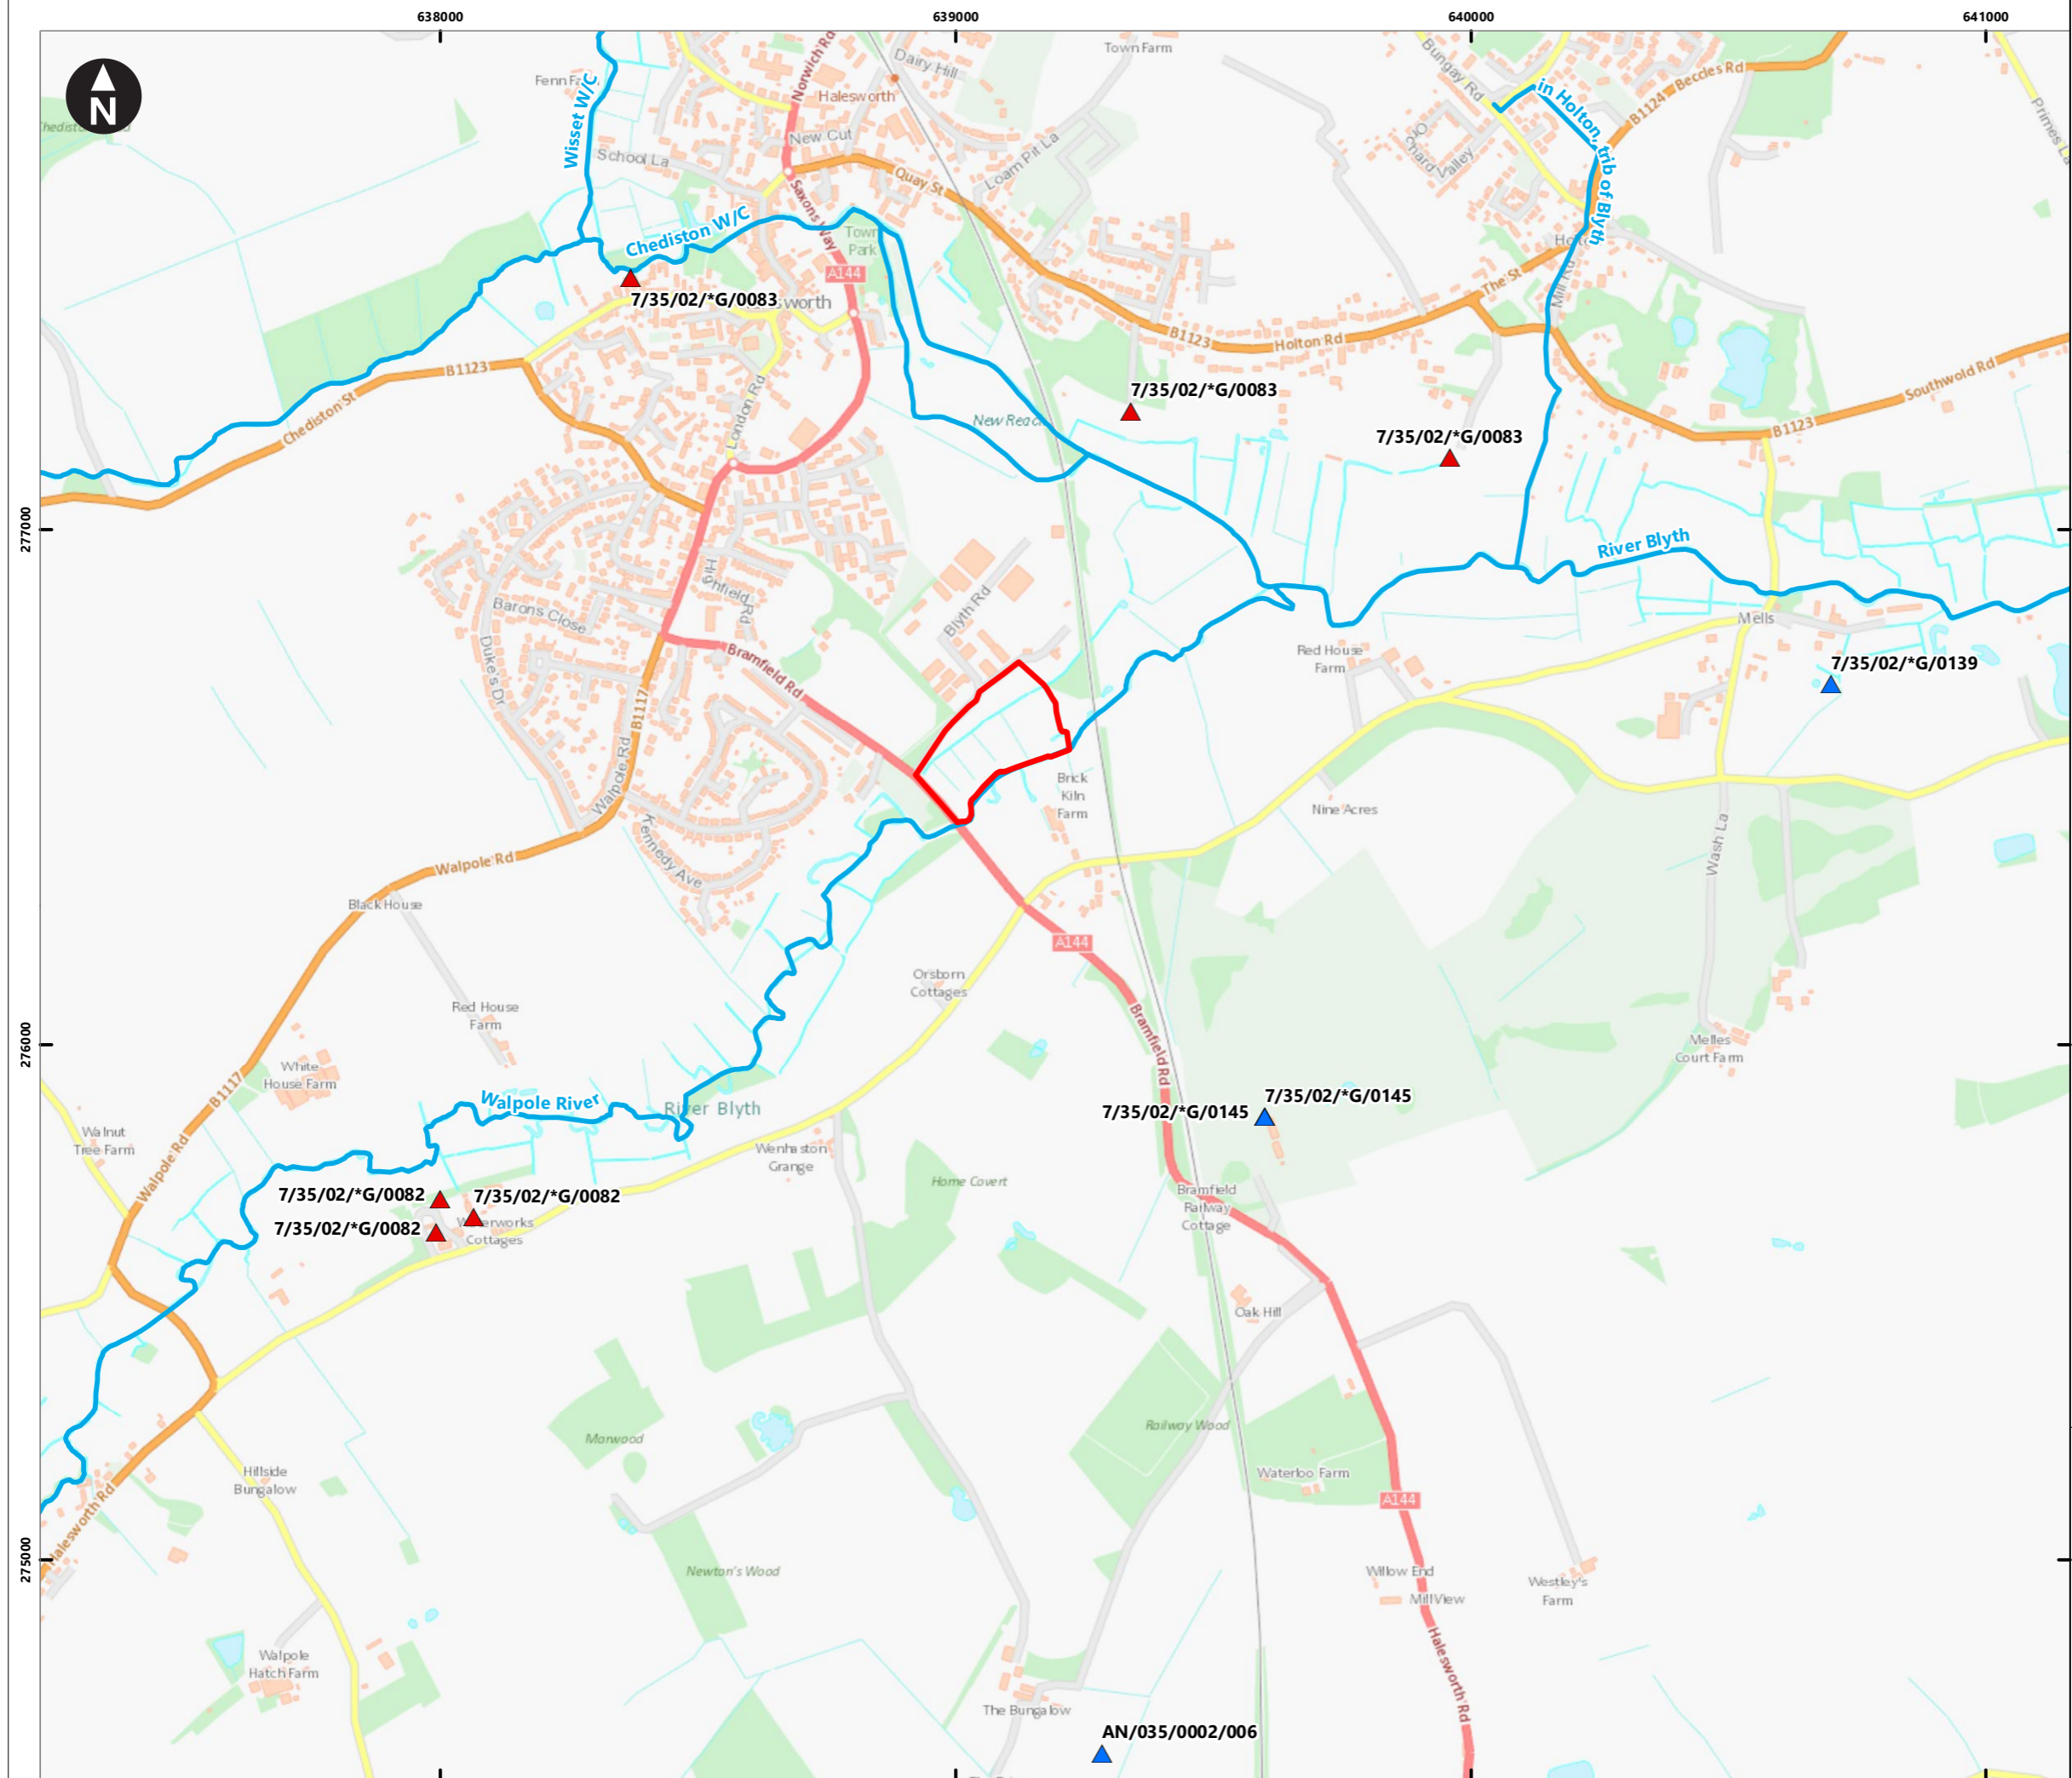 638000
639000
640000
641000
N
Wisset W/C
Norwich Rd
Dairy Hill
Halesworth
Town Farm
Bungay Rd
in Holton, trib of Blyth
B1124
Beccles Rd
New Cut
School La
Loam Pit La
Quay St
Saxons Way
Chediston W/C
Town
Park
A144
7/35/02/*G/0083
sworth
The St
Mill Rd
B1123
Holton Rd
B1123
Chediston St
London Rd
7/35/02/*G/0083
New Reach
7/35/02/*G/0083
B1123
Southwold Rd
277000
River Blyth
Barons Close
Duke's Dr
Blyth Rd
Bramfield Rd
B1117
Walpole Rd
Kennedy Ave
Red House
Farm
Mells
7/35/02/*G/0139
Brick
Kiln
Farm
Nine Acres
Wash La
Walpole Rd
Black House
A144
Orsborn
Cottages
Red House
Farm
Bramfield Rd
276000
White
House Farm
Melles
Court Farm
B1117
Walpole River
River Blyth
7/35/02/*G/0145
7/35/02/*G/0145
Walnut
Tree Farm
Walpole Rd
Wenhaston
Grange
Home Covert
7/35/02/*G/0082
7/35/02/*G/0082
7/35/02/*G/0082
Cottages
Bramfield
Railway
Cottage
Oak Hill
Marwood
Railway Wood
Hillside
Bungalow
Waterloo Farm
A144
Halesworth Rd
275000
Newton's Wood
Willow End
Mill View
Westley's
Farm
Walpole
Hatch Farm
Halesworth Rd
The Bungalow
AN/035/0002/006